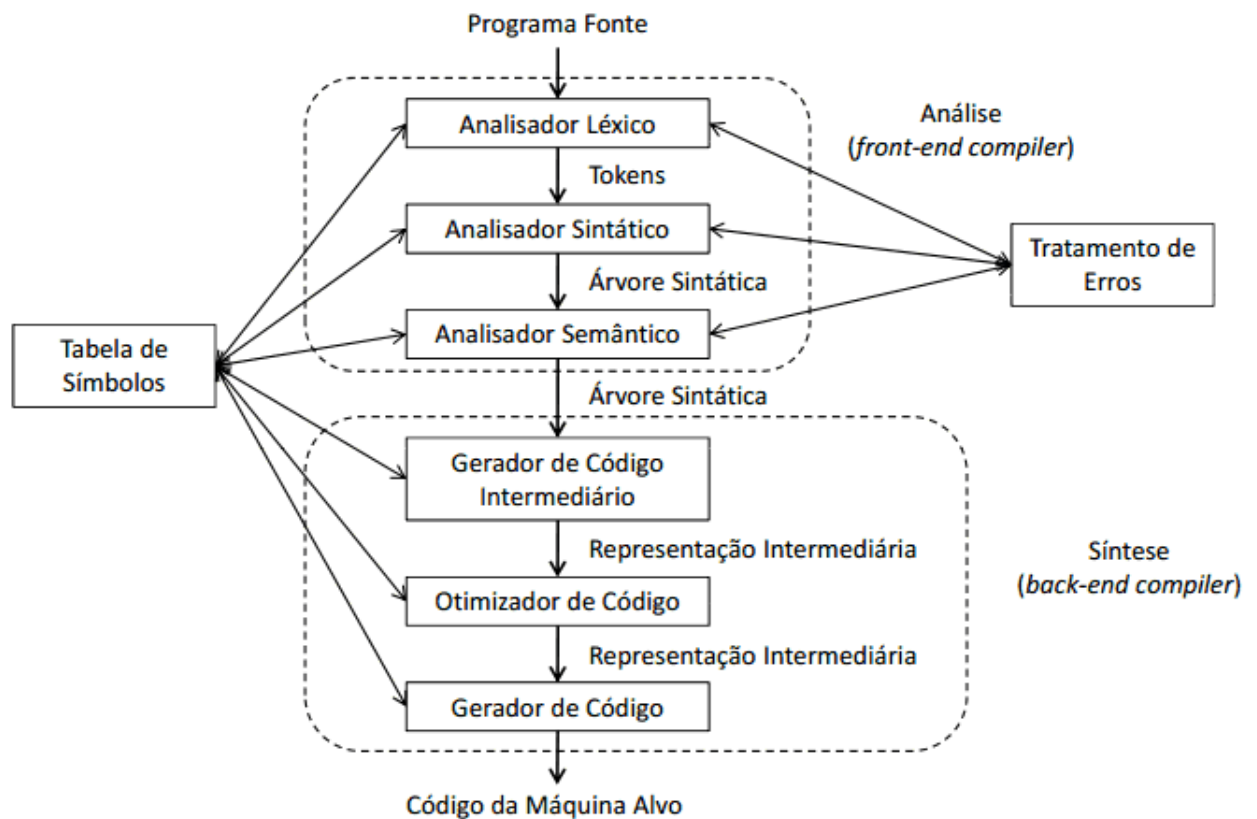 Programa Fonte
Analisador Léxico
Análise
(front-end compiler)
Tokens
Analisador Sintático
Tratamento de
Erros
Árvore Sintática
Analisador Semântico
Tabela de
Símbolos
Árvore Sintática
Gerador de Código
Intermediário
Representação Intermediária
Síntese
(back-end compiler)
Otimizador de Código
Representação Intermediária
Gerador de Código
Código da Máquina Alvo